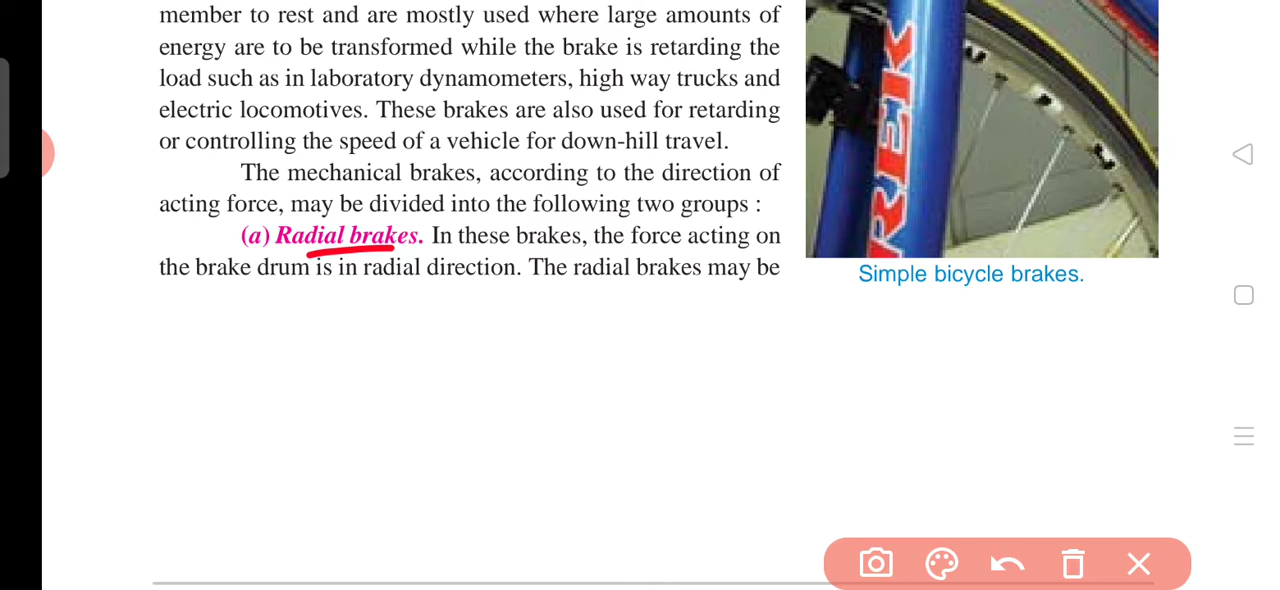 member to rest and are mostly used where large amounts of
energy are to be transformed while the brake is retarding the
load such as in laboratory dynamometers, high way trucks and
electric locomotives. These brakes are also used for retarding
or controlling the speed of a vehicle for down-hill travel.
The mechanical brakes, according to the direction of
acting force, may be divided into the following two groups :
(a) Radial brakes. In these brakes, the force acting on
the brake drum is in radial direction. The radial brakes may be
TREK
Simple bicycle brakes.